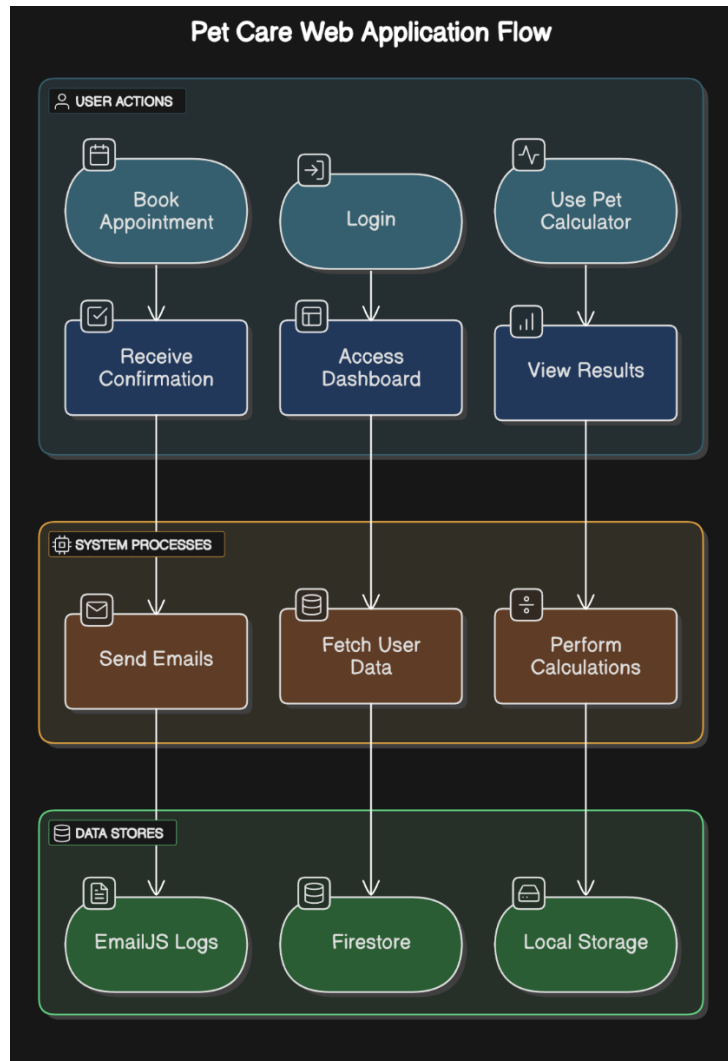 Pet Care Web Application Flow
USER ACTIONS
Book
Appointment
Login
Use Pet
Calculator
Receive
Confirmation
Access
Dashboard
View Results
SYSTEM PROCESSES
Send Emails
Fetch User
Data
Perform
Calculations
DATA STORES
EmailJS Logs
Firestore
Local Storage